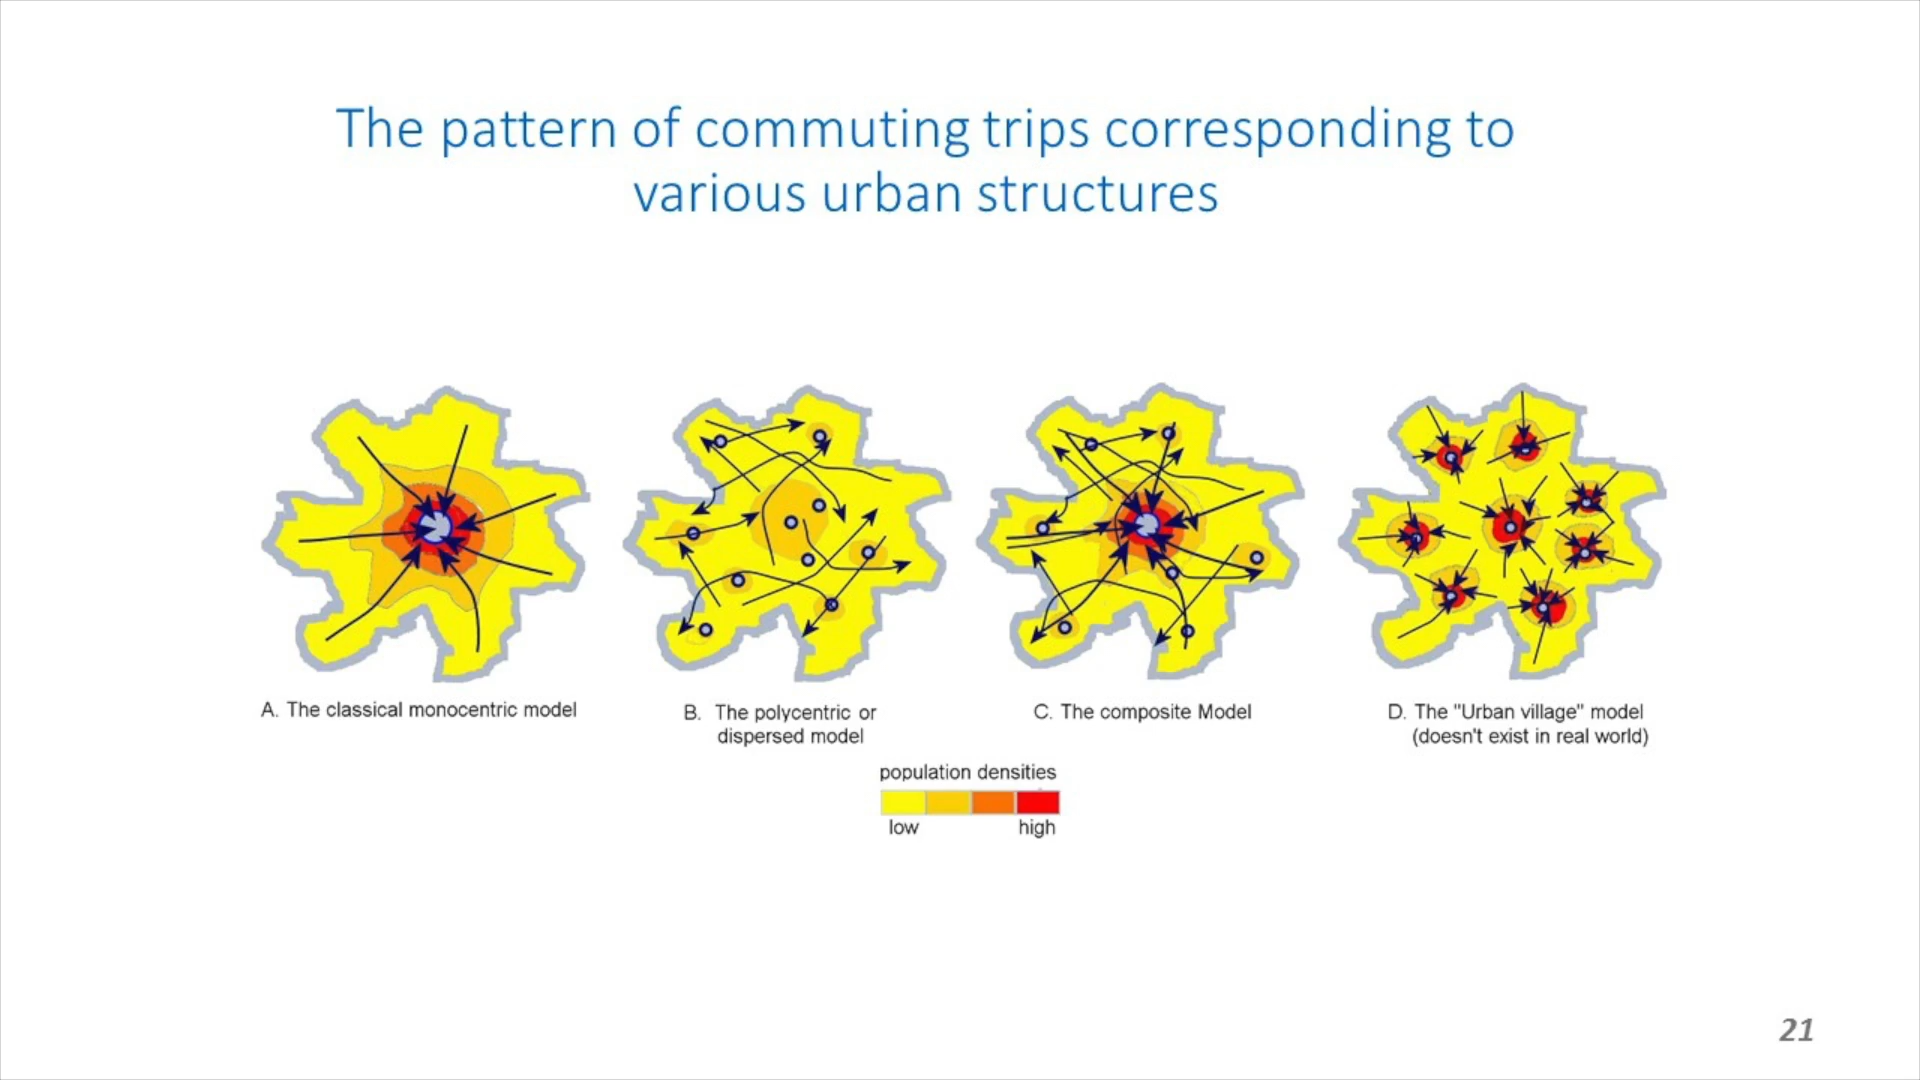 The pattern of commuting trips corresponding to
various urban structures
A. The classical monocentric model
B. The polycentric or
dispersed model
C. The composite Model
D. The "Urban village" model
(doesn't exist in real world)
population densities
low high
21